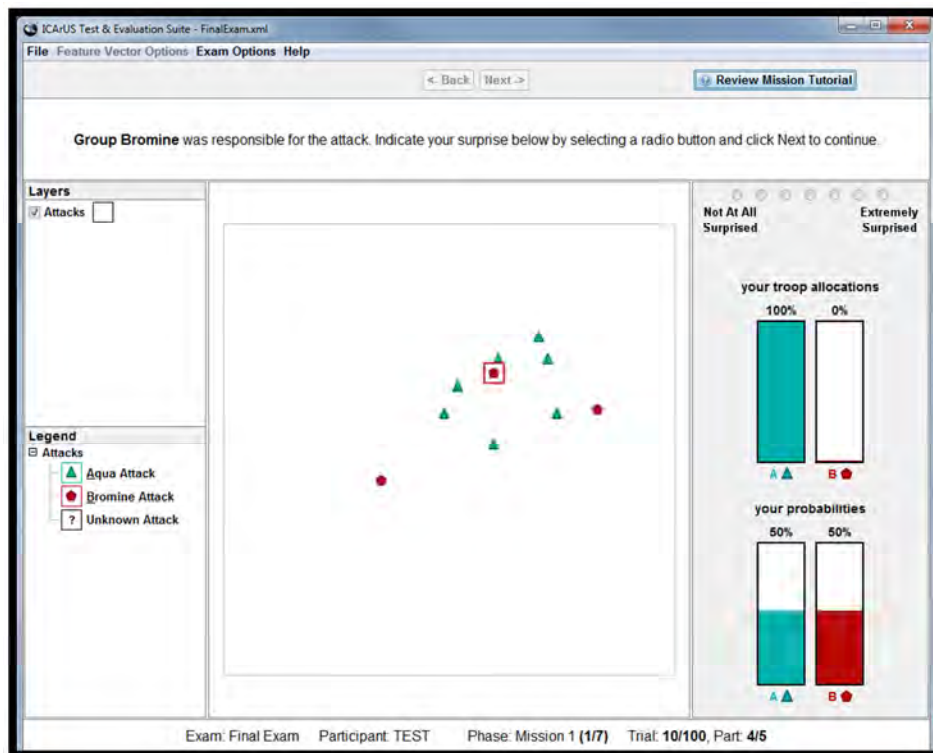 ICArUS Test & Evaluation Suite - FinalExam.xml
File Feature Vector Options Exam Options Help
<- Back Next ->
Review Mission Tutorial
Group Bromine was responsible for the attack. Indicate your surprise below by selecting a radio button and click Next to continue.
Layers
Attacks
Not At All Surprised
Extremely Surprised
your troop allocations
100% 0%
A B
Legend
Attacks
Aqua Attack
Bromine Attack
? Unknown Attack
your probabilities
50% 50%
A B
Exam: Final Exam Participant: TEST Phase: Mission 1 (1/7) Trial: 10/100, Part: 4/5